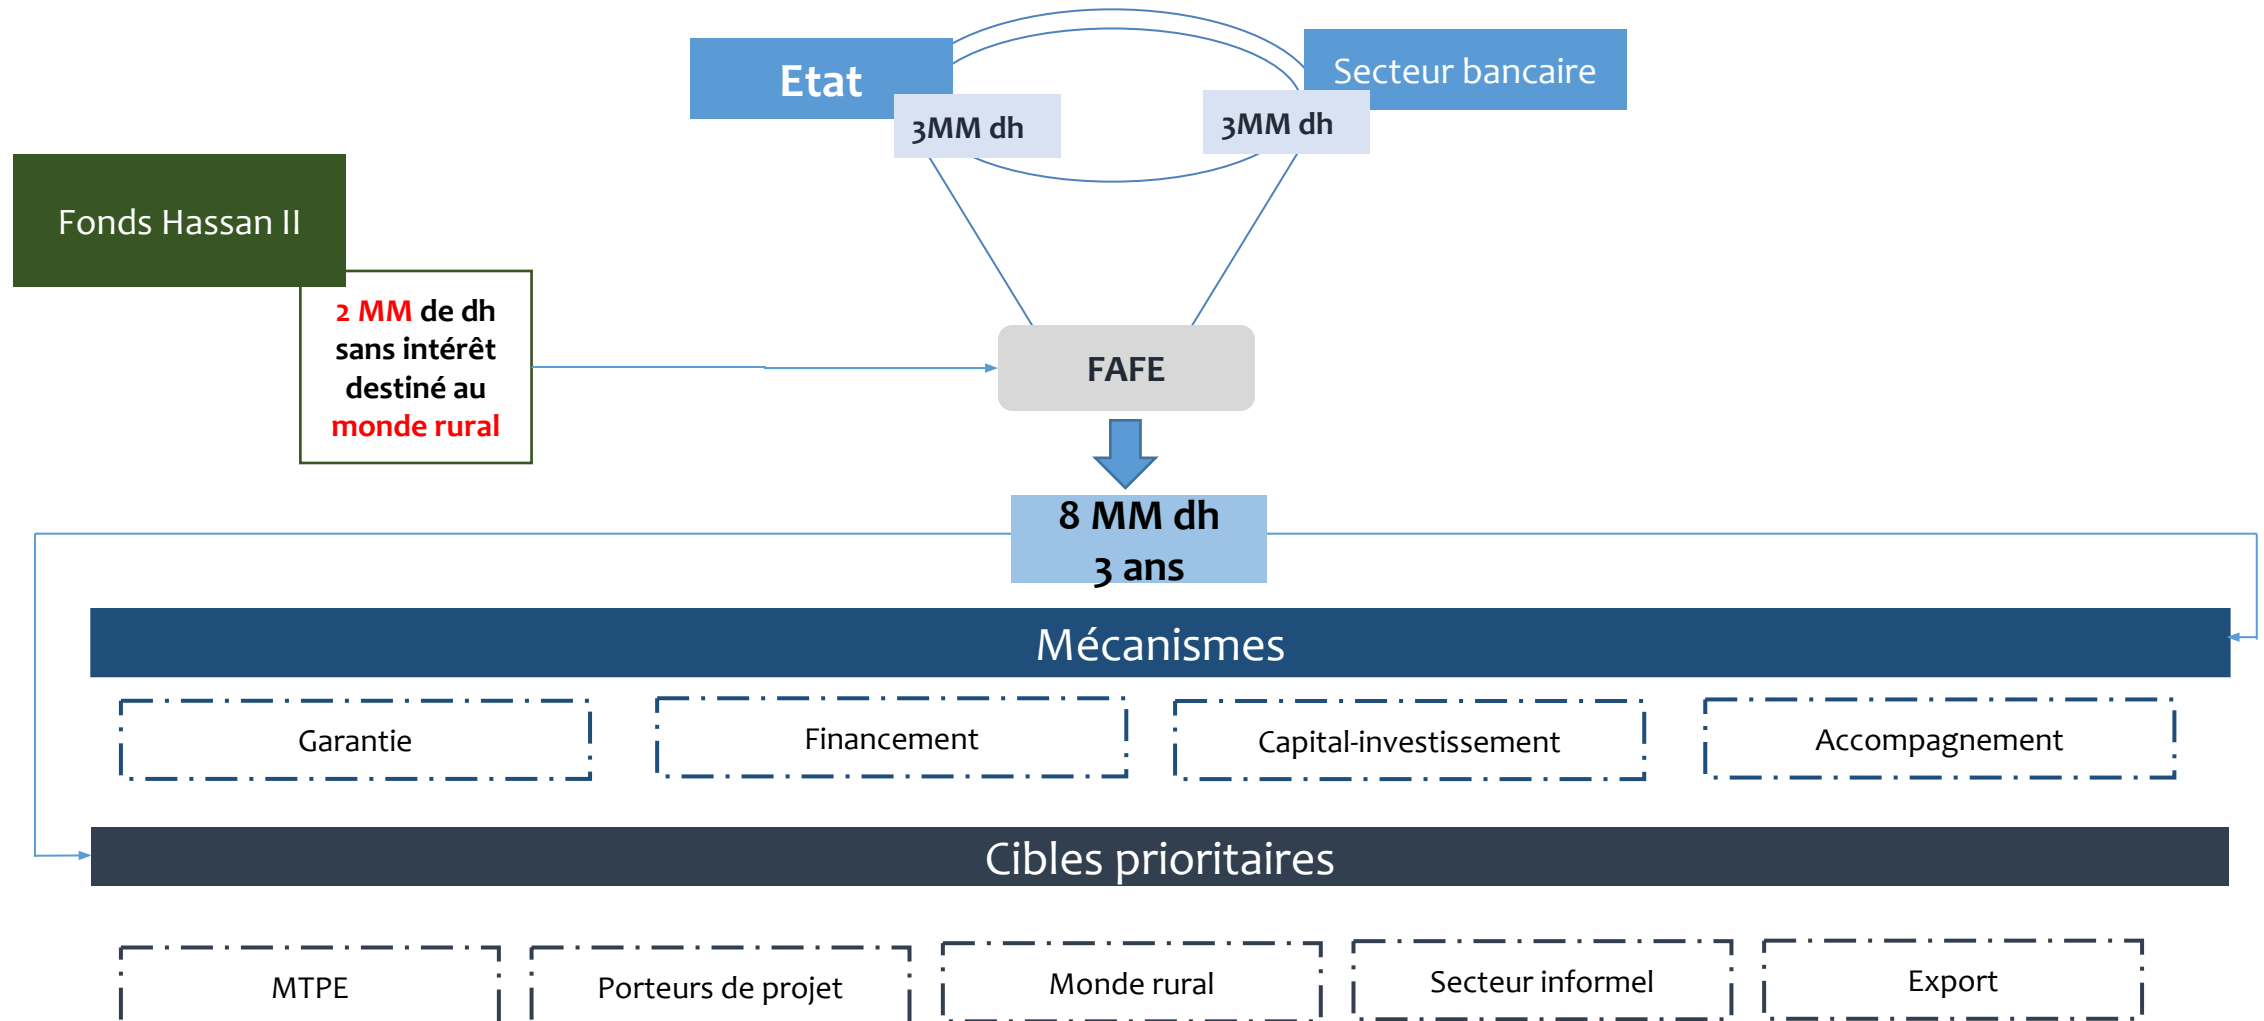 Etat
Secteur bancaire
3MM dh
3MM dh
Fonds Hassan II
2 MM de dh
sans intérêt
destiné au
monde rural
FAFE
8 MM dh
3 ans
Mécanismes
Garantie
Financement
Capital-investissement
Accompagnement
Cibles prioritaires
MTPE
Porteurs de projet
Monde rural
Secteur informel
Export